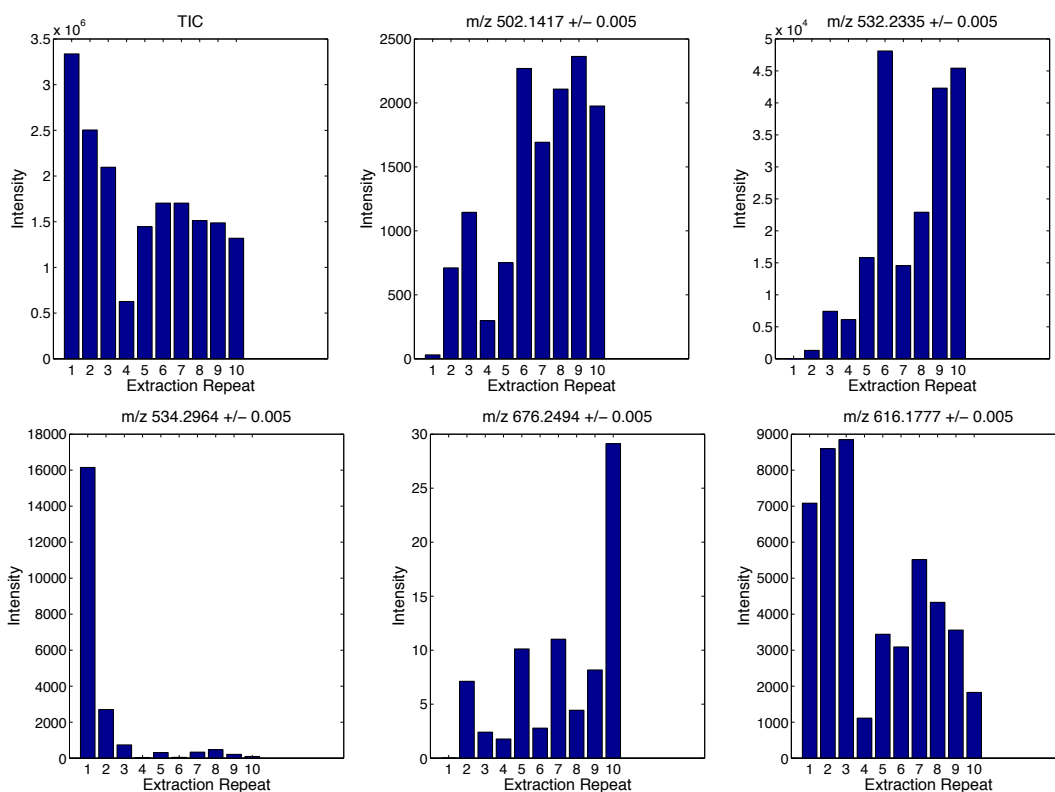 TIC
x 10^6
3.5
3
2.5
2
1.5
1
0.5
0
Intensity
1 2 3 4 5 6 7 8 9 10
Extraction Repeat
m/z 502.1417 +/− 0.005
2500
2000
1500
1000
500
0
Intensity
1 2 3 4 5 6 7 8 9 10
Extraction Repeat
m/z 532.2335 +/− 0.005
x 10^4
5
4.5
4
3.5
3
2.5
2
1.5
1
0.5
0
Intensity
1 2 3 4 5 6 7 8 9 10
Extraction Repeat
m/z 534.2964 +/− 0.005
18000
16000
14000
12000
10000
8000
6000
4000
2000
0
Intensity
1 2 3 4 5 6 7 8 9 10
Extraction Repeat
m/z 676.2494 +/− 0.005
30
25
20
15
10
5
0
Intensity
1 2 3 4 5 6 7 8 9 10
Extraction Repeat
m/z 616.1777 +/− 0.005
9000
8000
7000
6000
5000
4000
3000
2000
1000
0
Intensity
1 2 3 4 5 6 7 8 9 10
Extraction Repeat